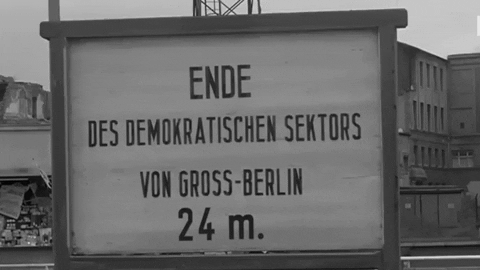 ENDE
DES DEMOKRATISCHEN SEKTORS
VON GROSS-BERLIN
24 m.